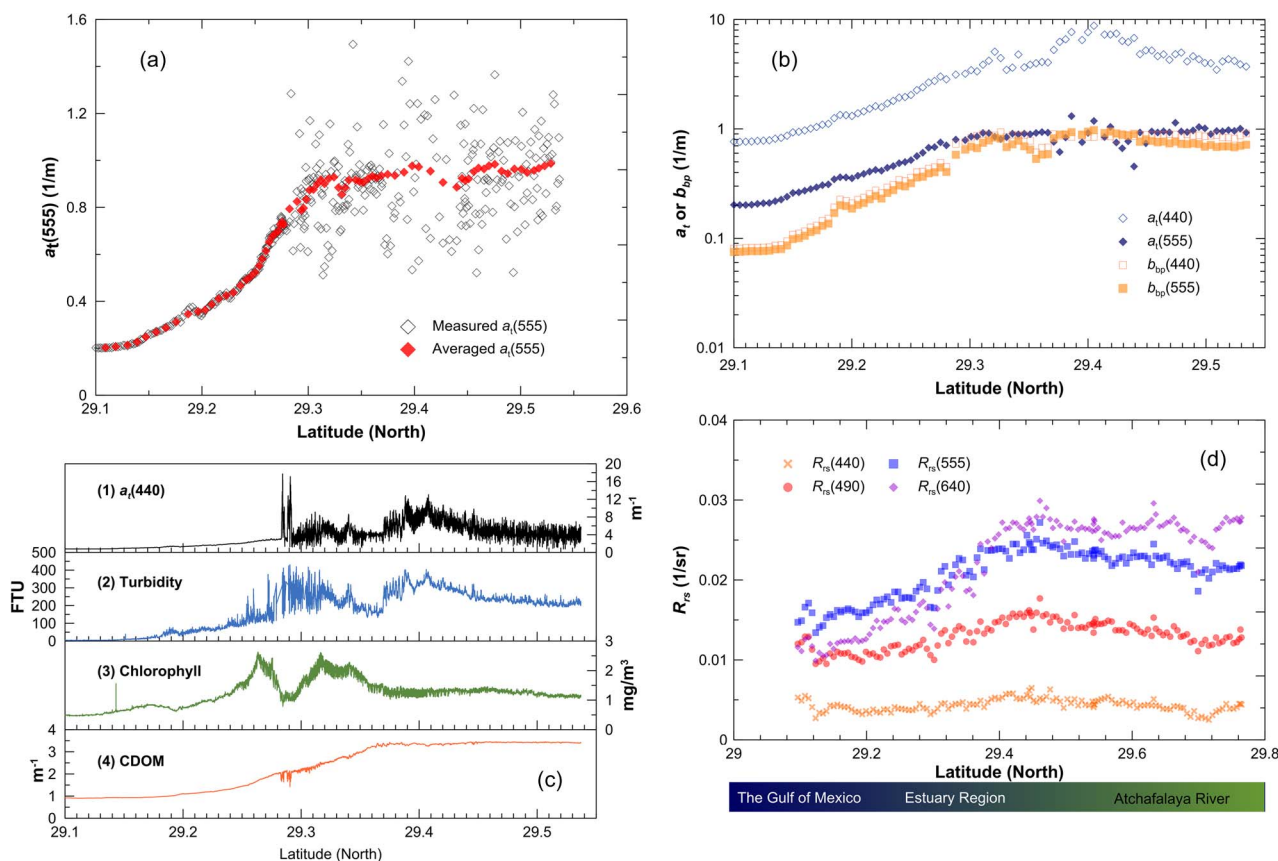 (a)
1.6
1.2
0.8
0.4
0
aₜ(555) (1/m)
Measured aₜ(555)
Averaged aₜ(555)
29.1 29.2 29.3 29.4 29.5 29.6
Latitude (North)
(b)
100
10
1
0.1
0.01
aₜ or bbp (1/m)
aₜ(440)
aₜ(555)
bbp(440)
bbp(555)
29.1 29.2 29.3 29.4 29.5
Latitude (North)
(1) aₜ(440)
20
16
12
8
4
0
m⁻¹
500
400
300
200
100
0
FTU
(2) Turbidity
3
2
1
0
mg/m³
(3) Chlorophyll
4
3
2
1
0
m⁻¹
(4) CDOM
(c)
29.1 29.2 29.3 29.4 29.5
Latitude (North)
0.04
0.03
0.02
0.01
0
Rrs (1/sr)
Rrs(440) Rrs(555)
Rrs(490) Rrs(640)
(d)
29 29.2 29.4 29.6 29.8
Latitude (North)
The Gulf of Mexico Estuary Region Atchafalaya River